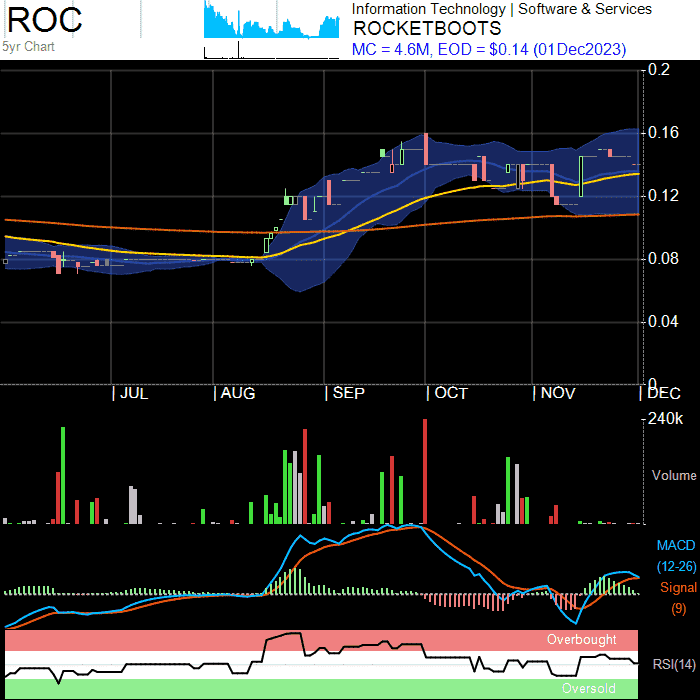 ROC
5yr Chart
Information Technology | Software & Services
ROCKETBOOTS
MC = 4.6M, EOD = $0.14 (01Dec2023)
0.2
0.16
0.12
0.08
0.04
0
JUL AUG SEP OCT NOV DEC
240k
Volume
MACD
(12-26)
Signal
(9)
Overbought
RSI(14)
Oversold